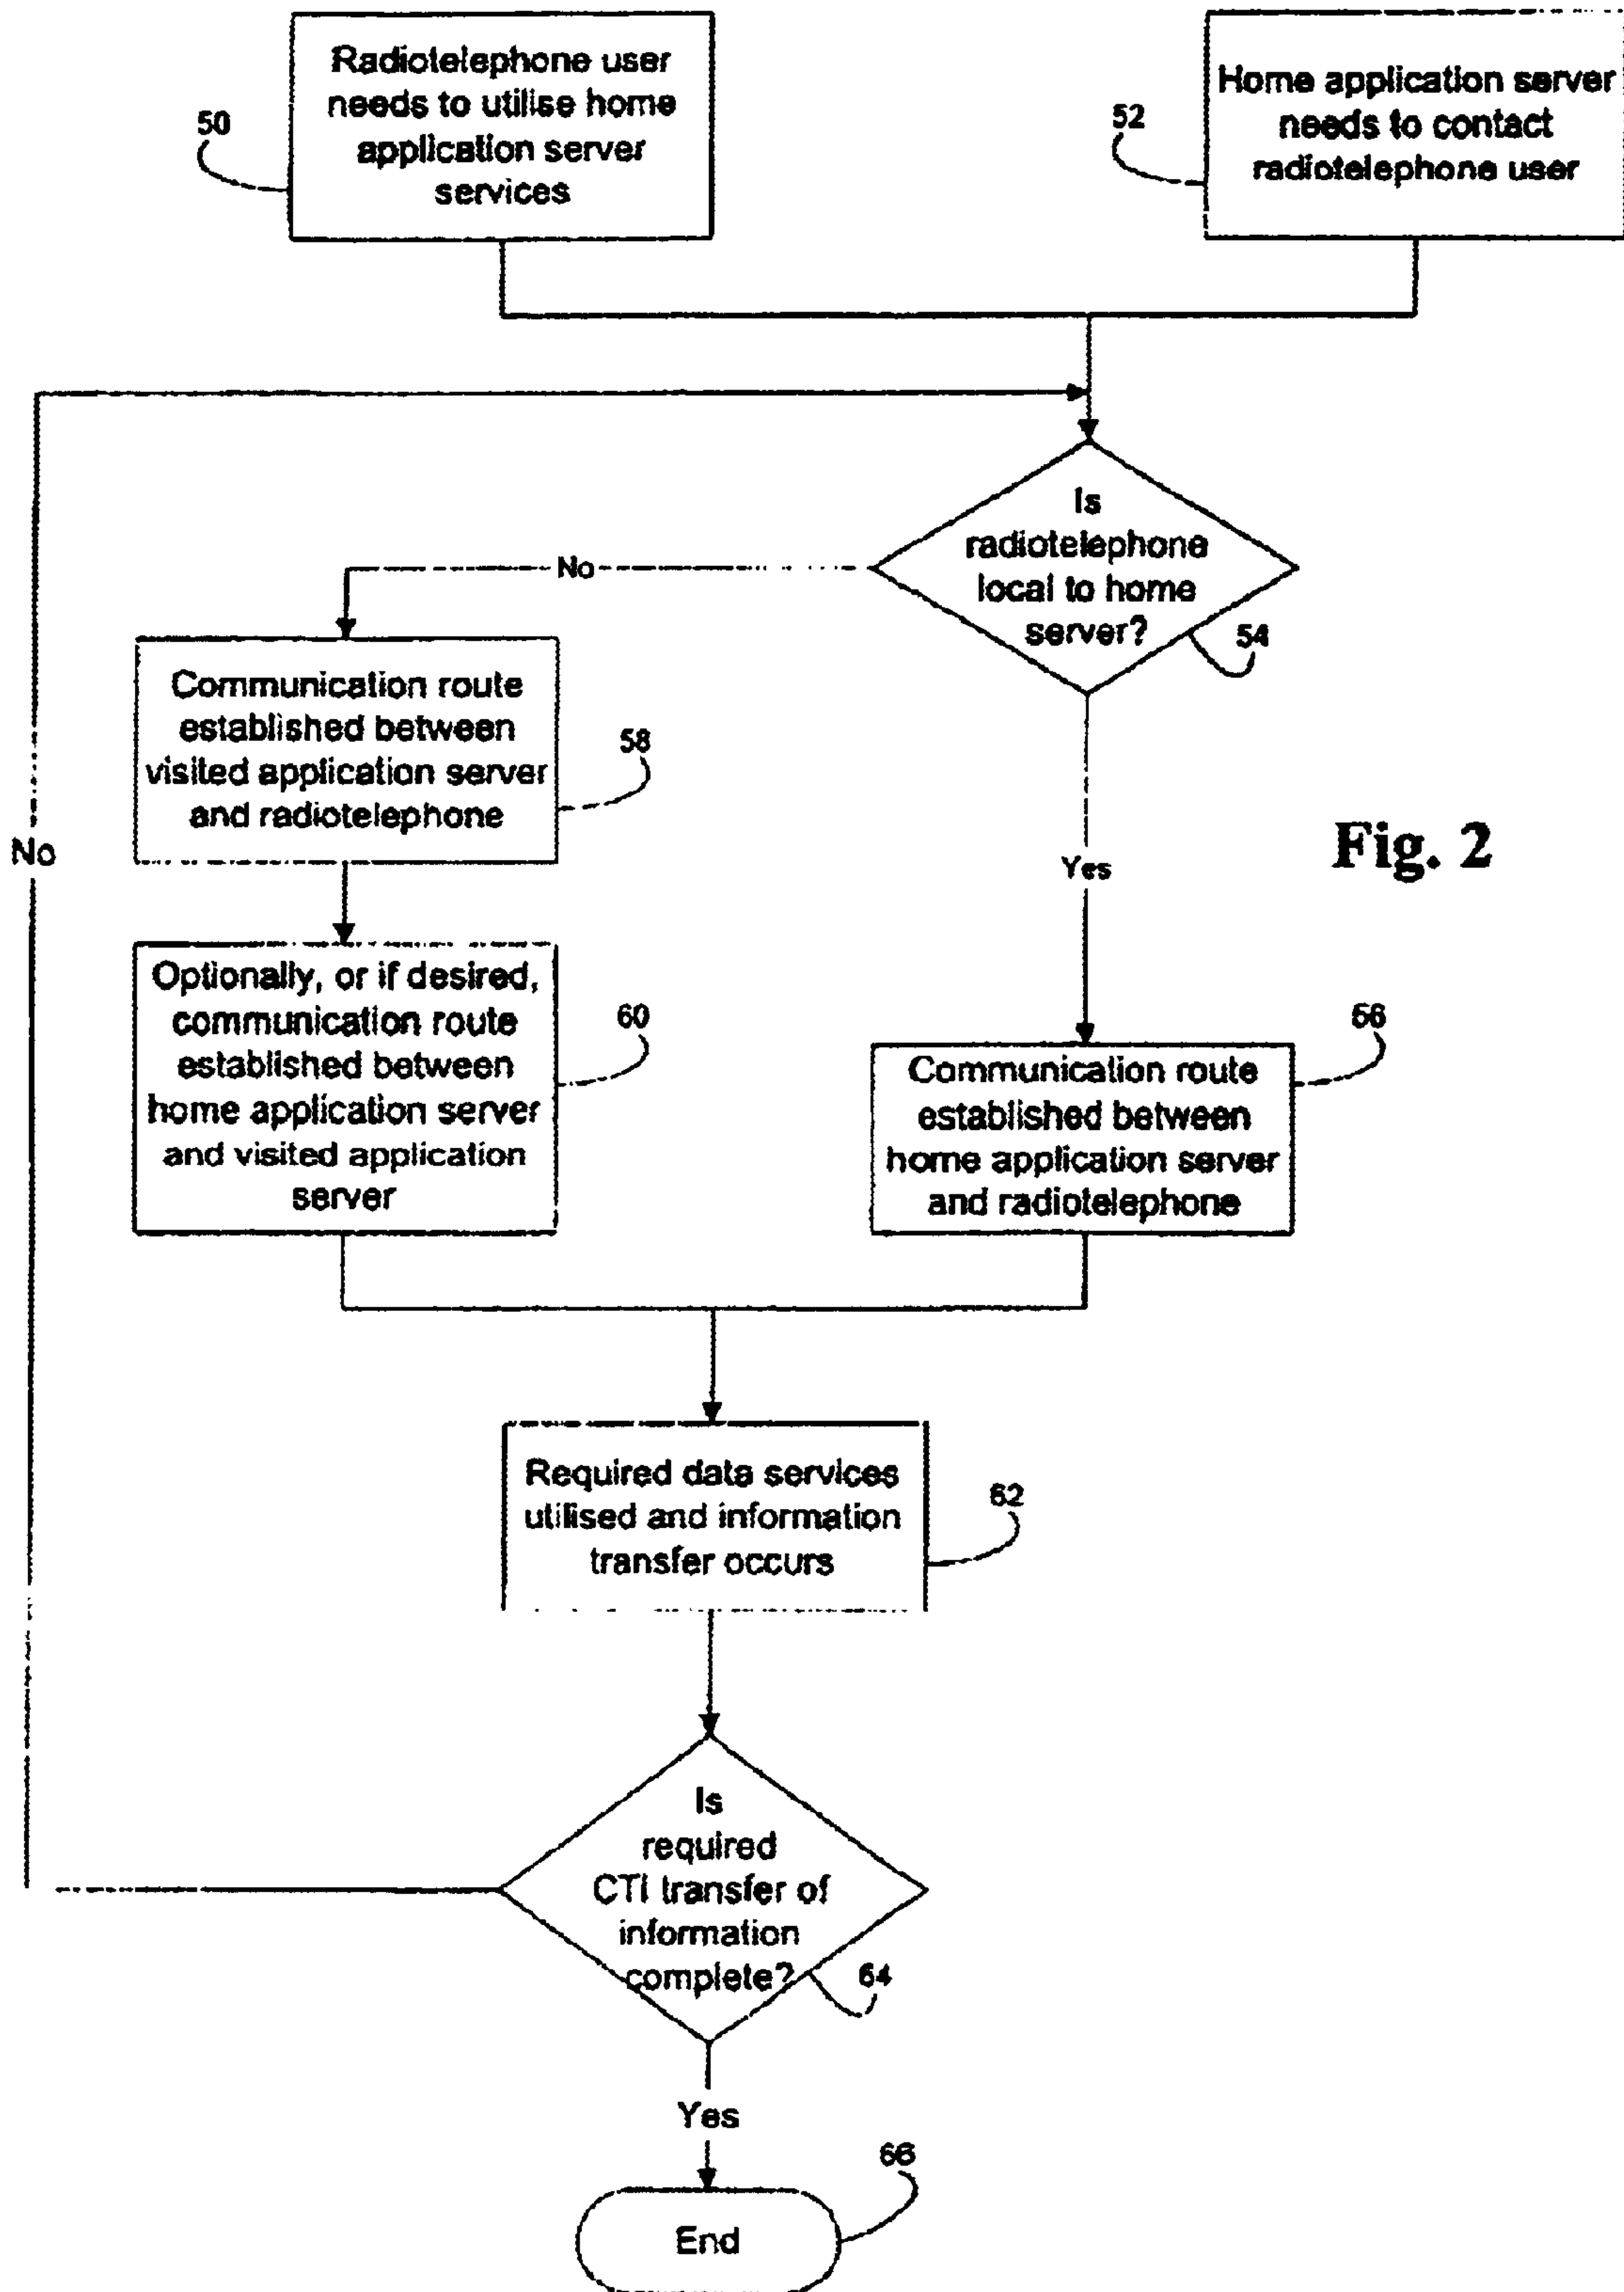 Radiotelephone user
needs to utilise home
application server
services
50
Home application server
needs to contact
radiotelephone user
52
Is
radiotelephone
local to home
server?
54
No
Communication route
established between
visited application server
and radiotelephone
58
No
Fig. 2
Yes
Optionally, or if desired,
communication route
established between
home application server
and visited application
server
60
Communication route
established between
home application server
and radiotelephone
56
Required data services
utilised and information
transfer occurs
62
Is
required
CTI transfer of
information
complete?
64
Yes
End
66